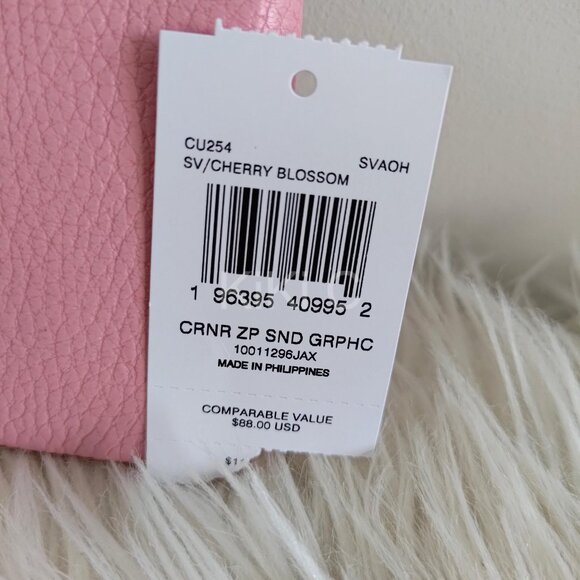 CU254 SVAOH
SV/CHERRY BLOSSOM
1 96395 40995 2
CRNR ZP SND GRPHC
10011296JAX
MADE IN PHILIPPINES
COMPARABLE VALUE
$88.00 USD